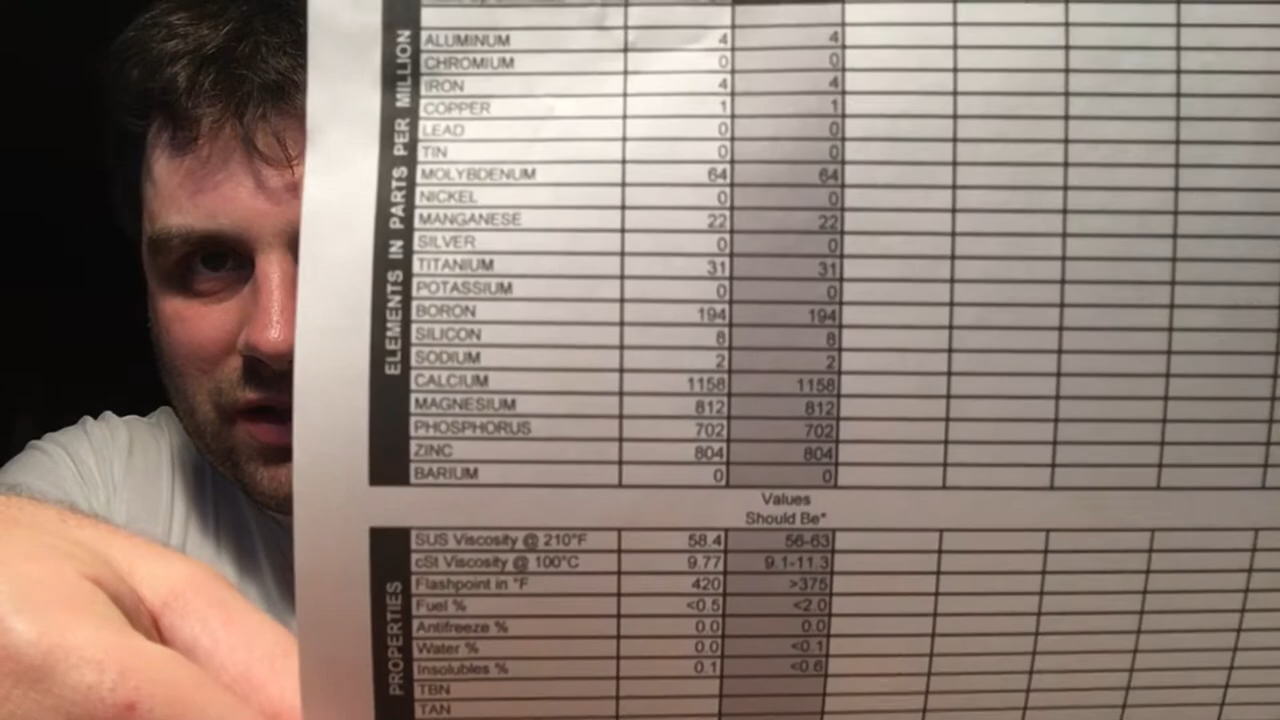 ELEMENTS IN PARTS PER MILLION
ALUMINUM 4 4
CHROMIUM 0 0
IRON 4 4
COPPER 1 1
LEAD 0 0
TIN 0 0
MOLYBDENUM 64 64
NICKEL 0 0
MANGANESE 22 22
SILVER 0 0
TITANIUM 31 31
POTASSIUM 0 0
BORON 194 194
SILICON 8 8
SODIUM 2 2
CALCIUM 1158 1158
MAGNESIUM 812 812
PHOSPHORUS 702 702
ZINC 804 804
BARIUM 0 0
Values
Should Be*
PROPERTIES
SUS Viscosity @ 210°F 58.4 56-63
cSt Viscosity @ 100°C 9.77 9.1-11.3
Flashpoint in °F 420 >375
Fuel % <0.5 <2.0
Antifreeze % 0.0 0.0
Water % 0.0 <0.1
Insolubles % 0.1 <0.6
TBN
TAN